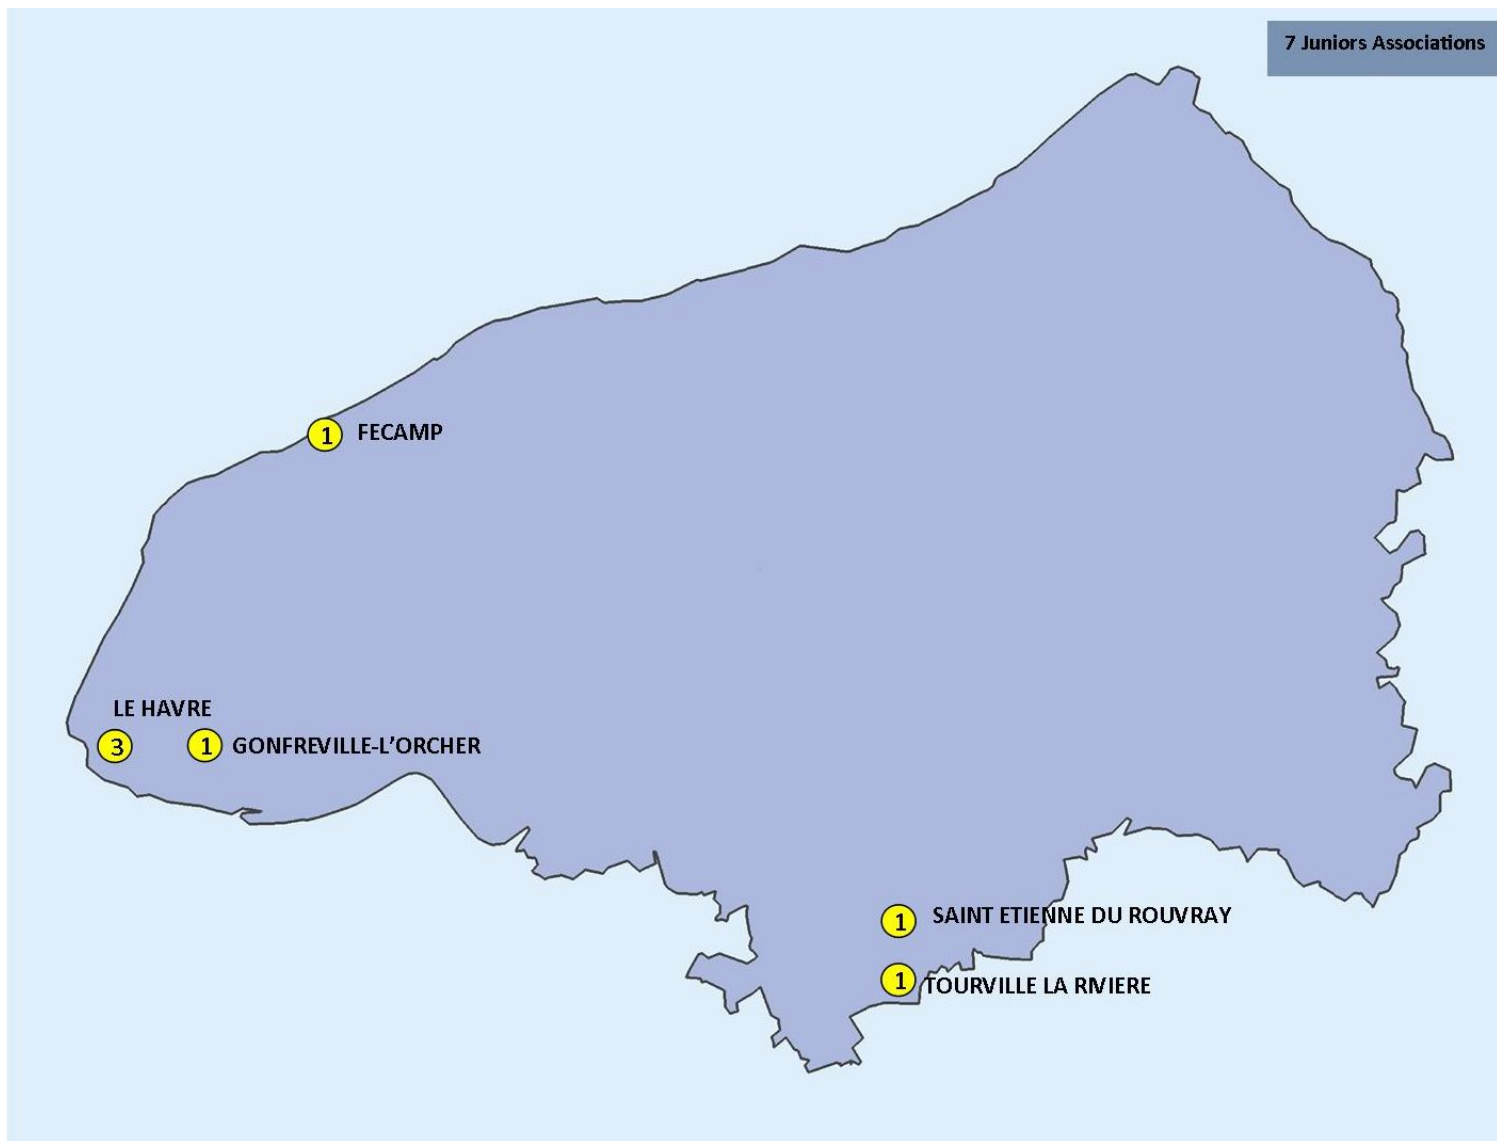 7 Juniors Associations
1 FECAMP
LE HAVRE
3 1 GONFREVILLE-L'ORCHER
1 SAINT ETIENNE DU ROUVRAY
1 TOURVILLE LA RIVIERE